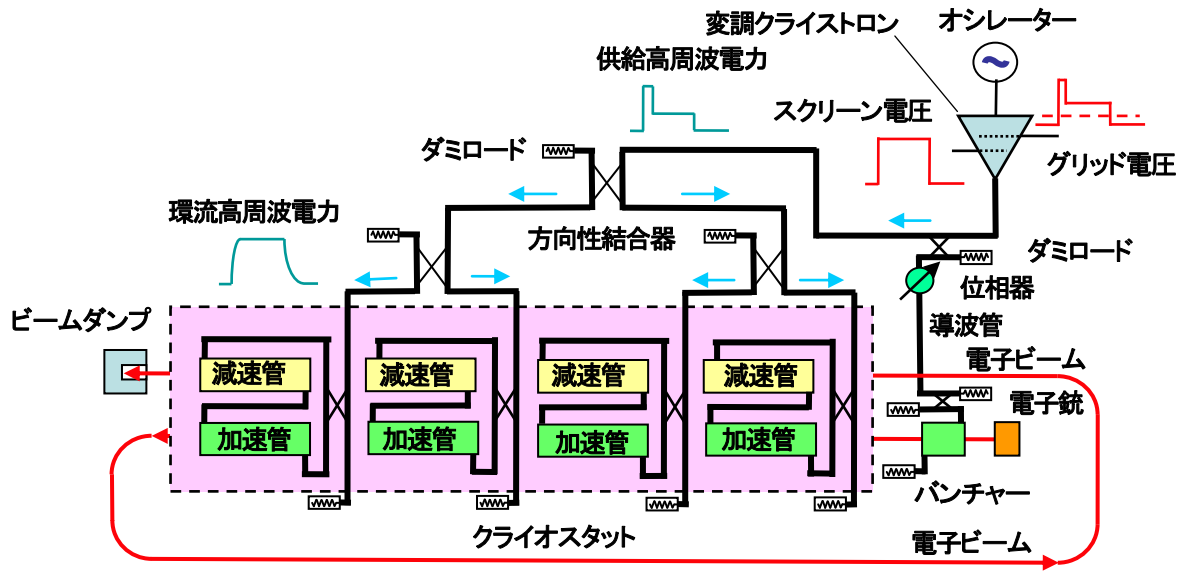 変調クライストロン
オシレーター
供給高周波電力
スクリーン電圧
グリッド電圧
ダミロード
環流高周波電力
方向性結合器
ダミロード
位相器
ビームダンプ
導波管
電子ビーム
減速管
減速管
減速管
減速管
電子銃
加速管
加速管
加速管
加速管
バンチャー
クライオスタット
電子ビーム